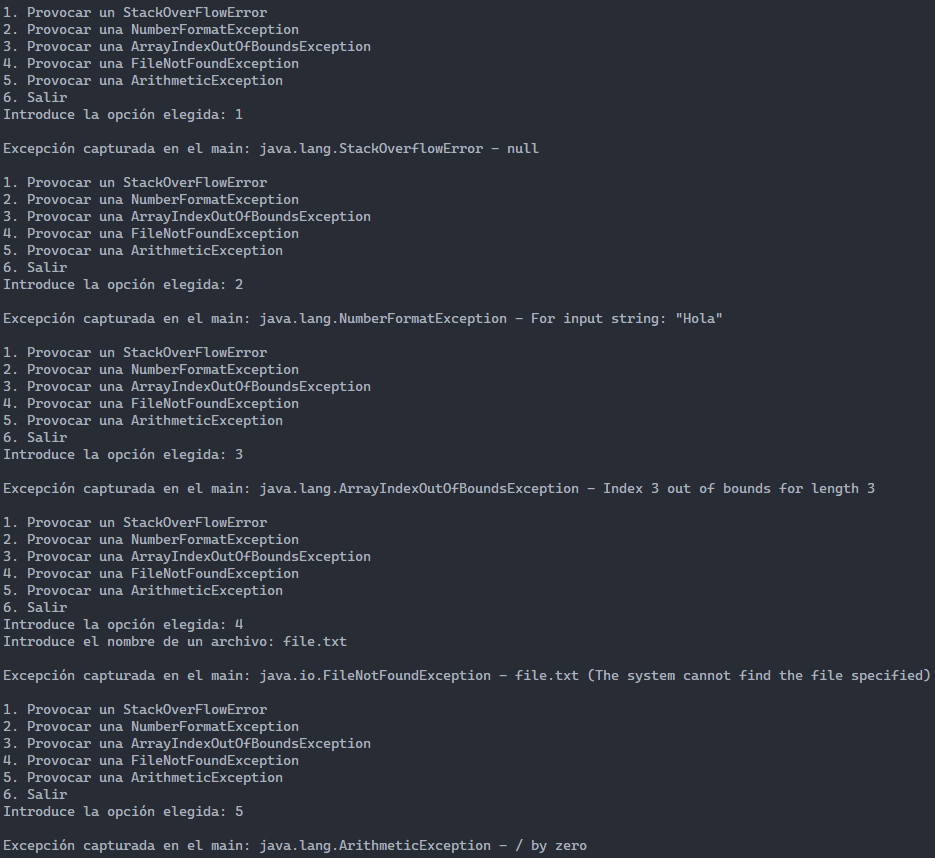 1. Provocar un StackOverFlowError
2. Provocar una NumberFormatException
3. Provocar una ArrayIndexOutOfBoundsException
4. Provocar una FileNotFoundException
5. Provocar una ArithmeticException
6. Salir
Introduce la opción elegida: 1
Excepción capturada en el main: java.lang.StackOverflowError - null
1. Provocar un StackOverFlowError
2. Provocar una NumberFormatException
3. Provocar una ArrayIndexOutOfBoundsException
4. Provocar una FileNotFoundException
5. Provocar una ArithmeticException
6. Salir
Introduce la opción elegida: 2
Excepción capturada en el main: java.lang.NumberFormatException - For input string: "Hola"
1. Provocar un StackOverFlowError
2. Provocar una NumberFormatException
3. Provocar una ArrayIndexOutOfBoundsException
4. Provocar una FileNotFoundException
5. Provocar una ArithmeticException
6. Salir
Introduce la opción elegida: 3
Excepción capturada en el main: java.lang.ArrayIndexOutOfBoundsException - Index 3 out of bounds for length 3
1. Provocar un StackOverFlowError
2. Provocar una NumberFormatException
3. Provocar una ArrayIndexOutOfBoundsException
4. Provocar una FileNotFoundException
5. Provocar una ArithmeticException
6. Salir
Introduce la opción elegida: 4
Introduce el nombre de un archivo: file.txt
Excepción capturada en el main: java.io.FileNotFoundException - file.txt (The system cannot find the file specified)
1. Provocar un StackOverFlowError
2. Provocar una NumberFormatException
3. Provocar una ArrayIndexOutOfBoundsException
4. Provocar una FileNotFoundException
5. Provocar una ArithmeticException
6. Salir
Introduce la opción elegida: 5
Excepción capturada en el main: java.lang.ArithmeticException - / by zero